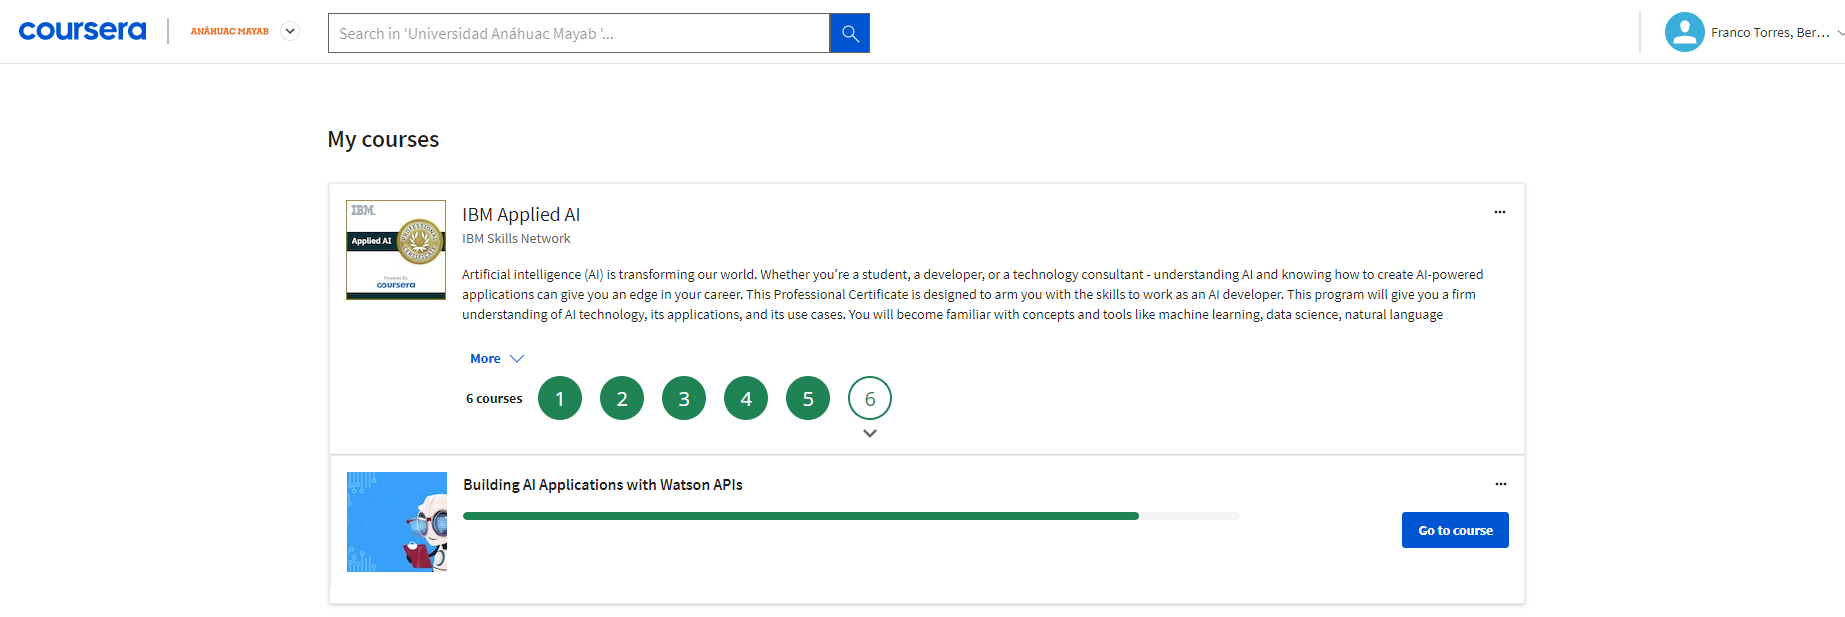 coursera
ANÁHUAC MAYAB
Search in 'Universidad Anáhuac Mayab '...
Franco Torres, Ber...
My courses
IBM.
Applied AI
PROFESSIONAL CERTIFICATE
Powered By
coursera
IBM Applied AI
IBM Skills Network
Artificial intelligence (AI) is transforming our world. Whether you’re a student, a developer, or a technology consultant - understanding AI and knowing how to create AI-powered
applications can give you an edge in your career. This Professional Certificate is designed to arm you with the skills to work as an AI developer. This program will give you a firm
understanding of AI technology, its applications, and its use cases. You will become familiar with concepts and tools like machine learning, data science, natural language
More
6 courses 1 2 3 4 5 6
Building AI Applications with Watson APIs
Go to course